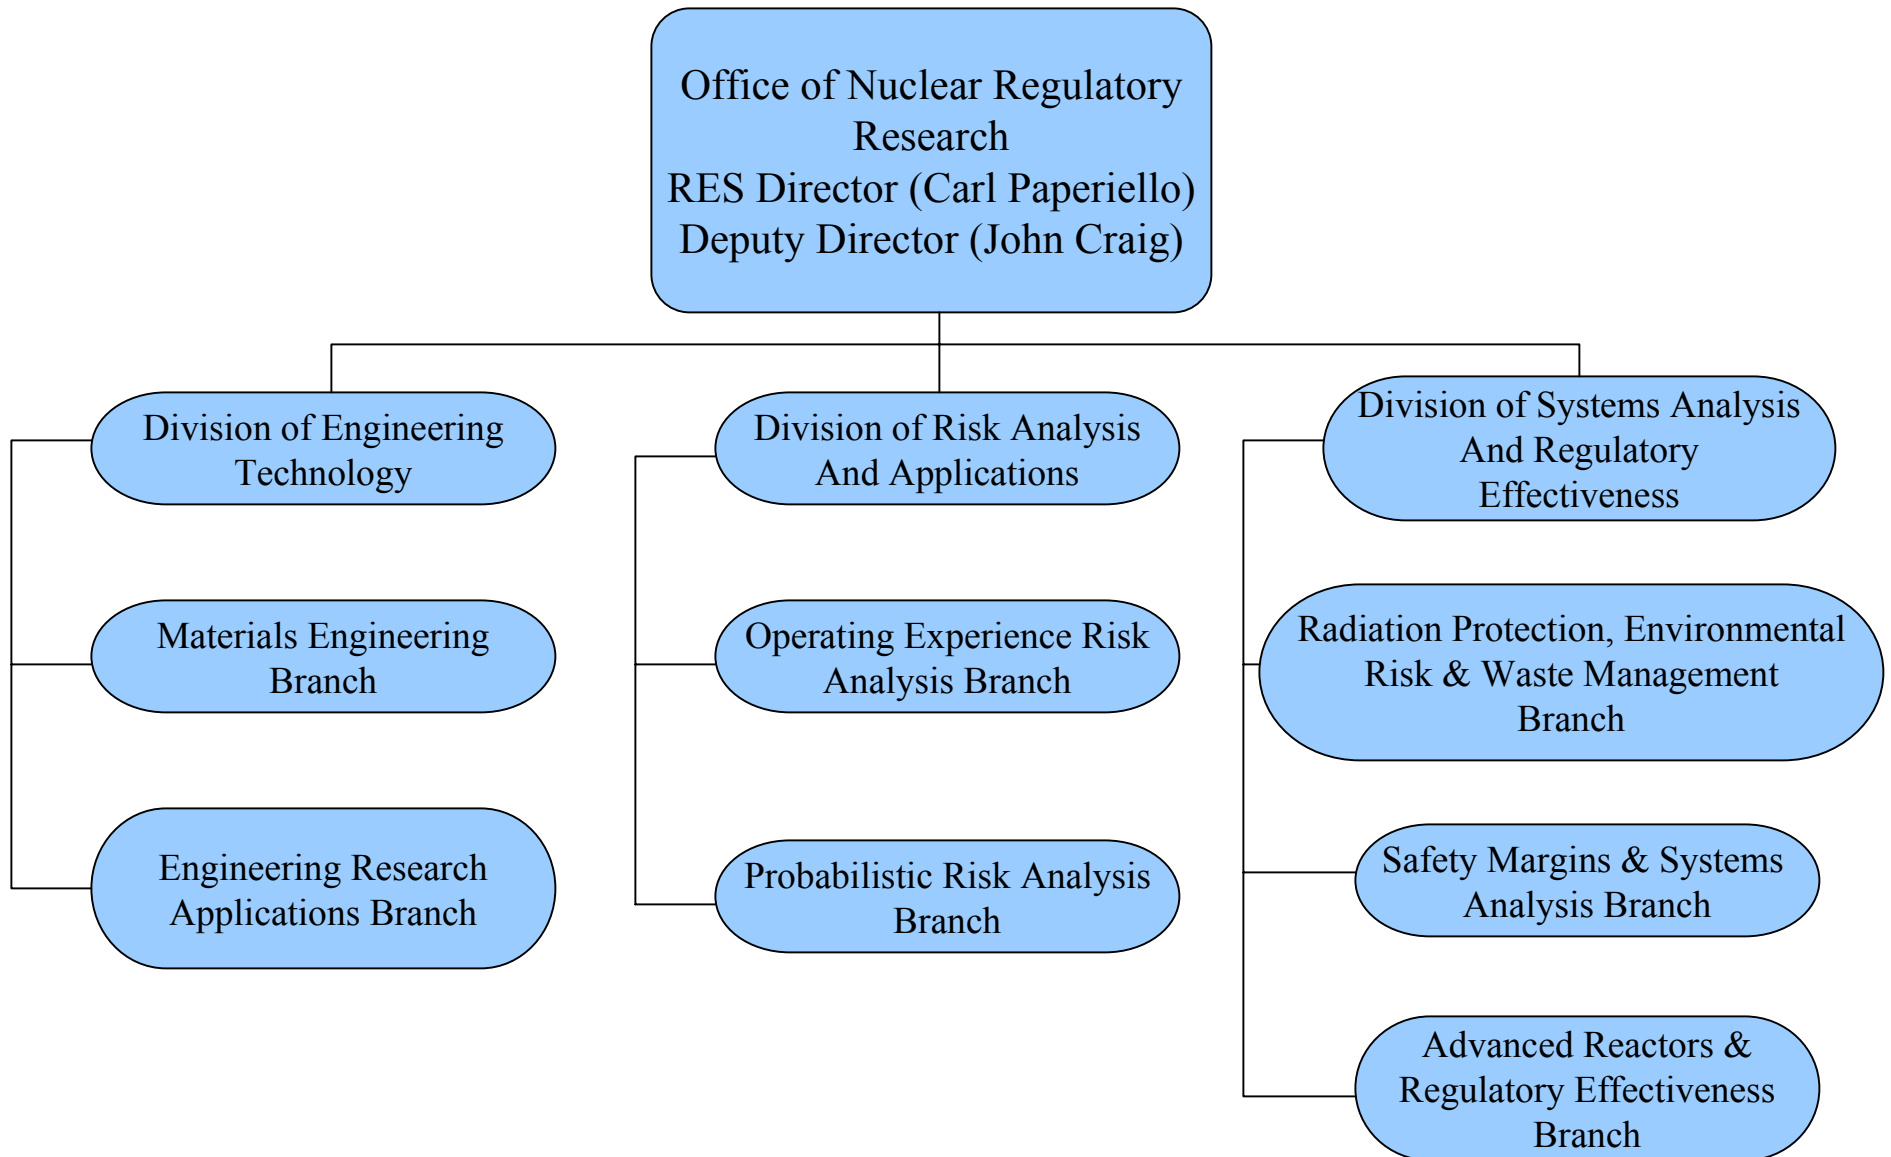 Office of Nuclear Regulatory
Research
RES Director (Carl Paperiello)
Deputy Director (John Craig)
Division of Engineering
Technology
Materials Engineering
Branch
Engineering Research
Applications Branch
Division of Risk Analysis
And Applications
Operating Experience Risk
Analysis Branch
Probabilistic Risk Analysis
Branch
Division of Systems Analysis
And Regulatory
Effectiveness
Radiation Protection, Environmental
Risk & Waste Management
Branch
Safety Margins & Systems
Analysis Branch
Advanced Reactors &
Regulatory Effectiveness
Branch